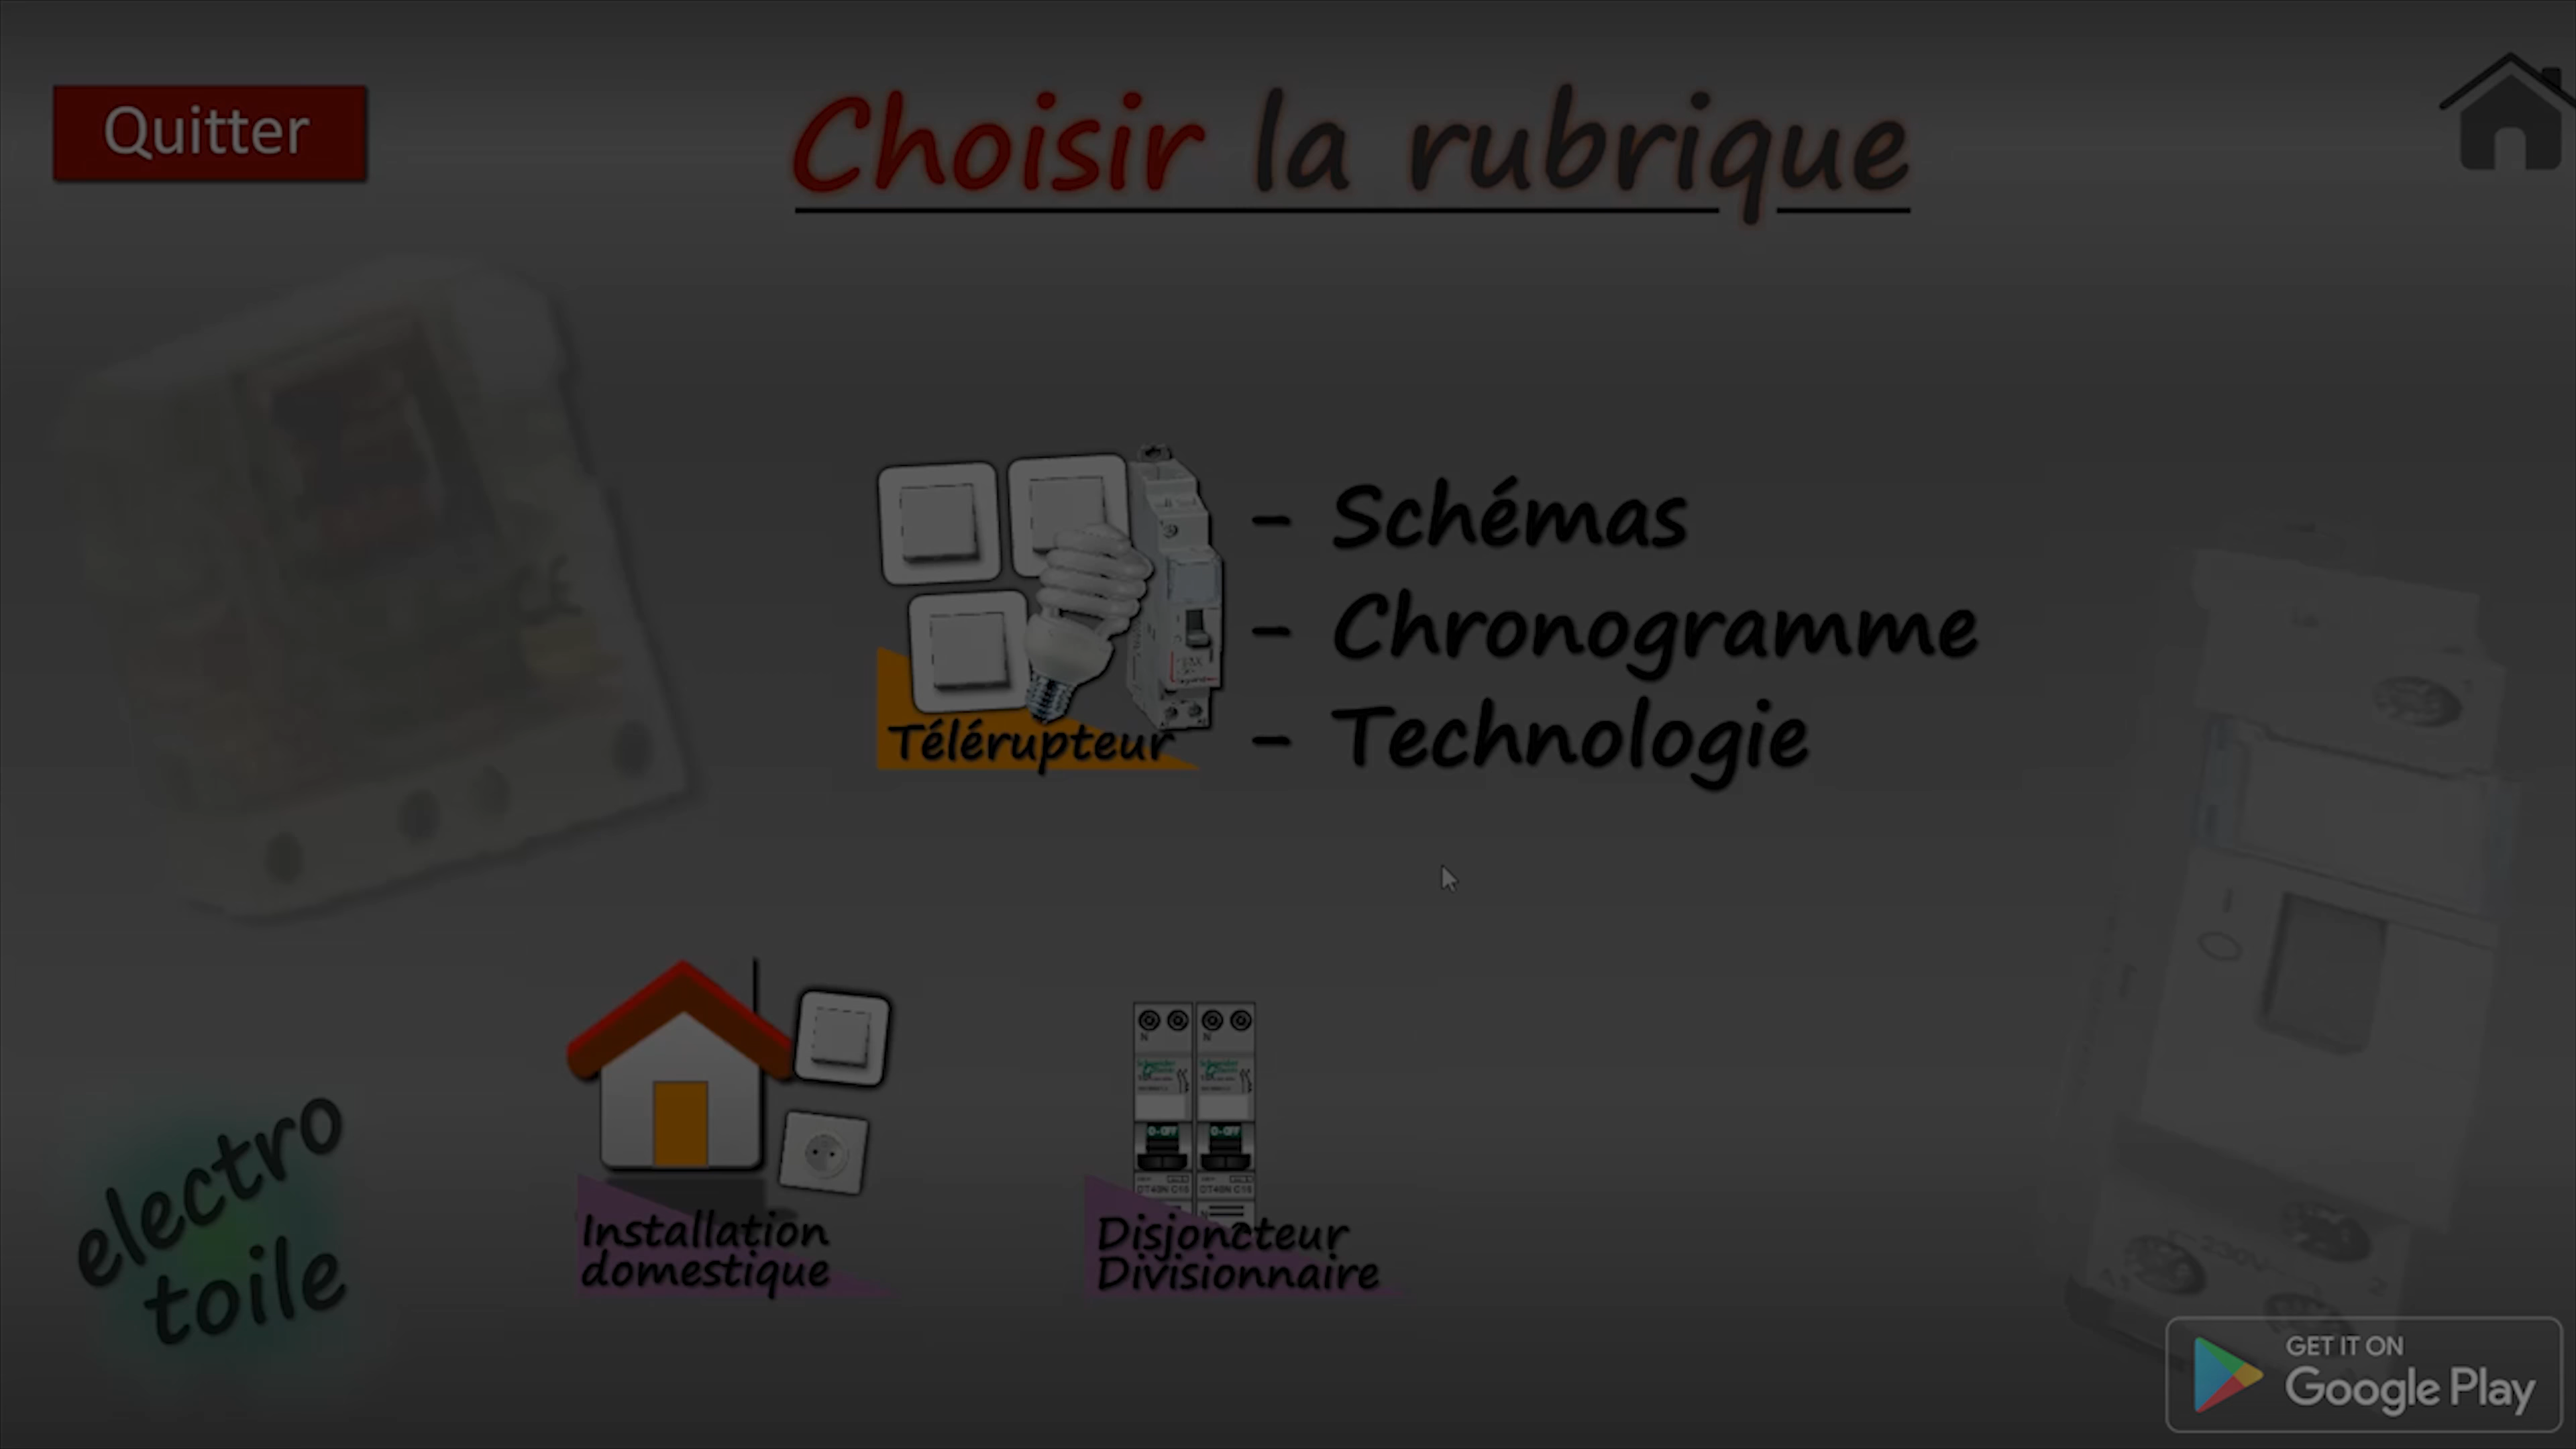 Quitter
Choisir la rubrique
- Schémas
- Chronogramme
- Technologie
Télérupteur
Installation
domestique
Disjoncteur
Divisionnaire
electro
toile
GET IT ON
Google Play